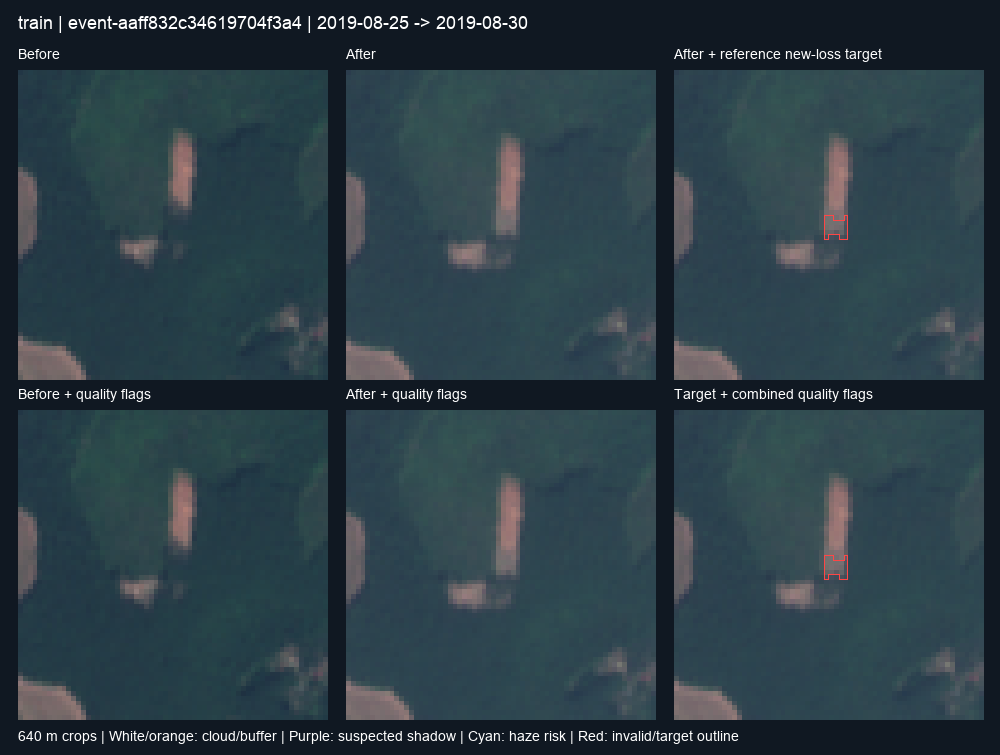 train | event-aaff832c34619704f3a4 | 2019-08-25 -> 2019-08-30
Before
After
After + reference new-loss target
Before + quality flags
After + quality flags
Target + combined quality flags
640 m crops | White/orange: cloud/buffer | Purple: suspected shadow | Cyan: haze risk | Red: invalid/target outline